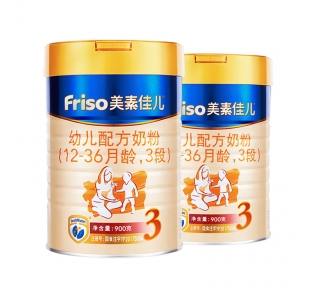 Friso美素佳儿
幼儿配方奶粉
(12-36月龄,3段)
净含量:900克
3
Friso美素佳儿
幼儿配方奶粉
(12-36月龄,3段)
净含量:900克
3